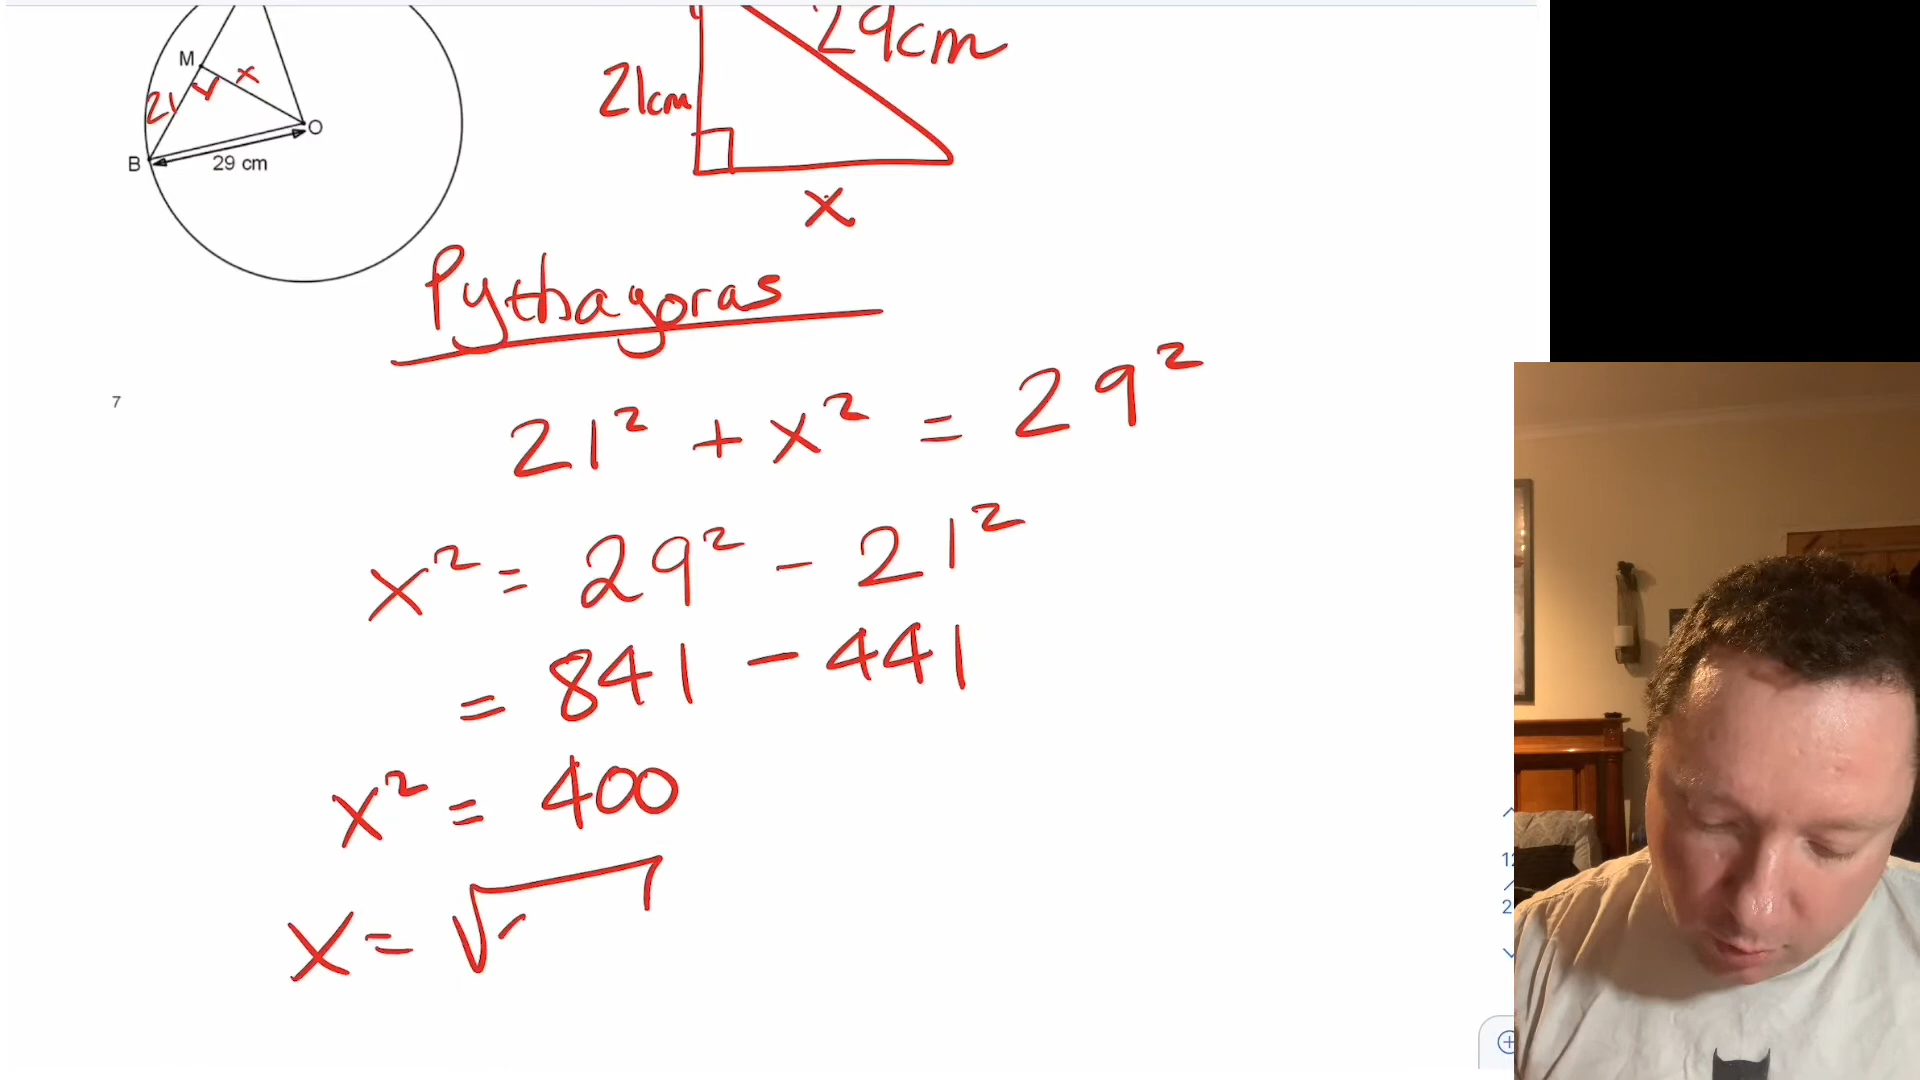 M
x
21
O
B
29 cm
29cm
21cm
x
Pythagoras
7
21² + x² = 29²
x² = 29² - 21²
= 841 - 441
x² = 400
x = √